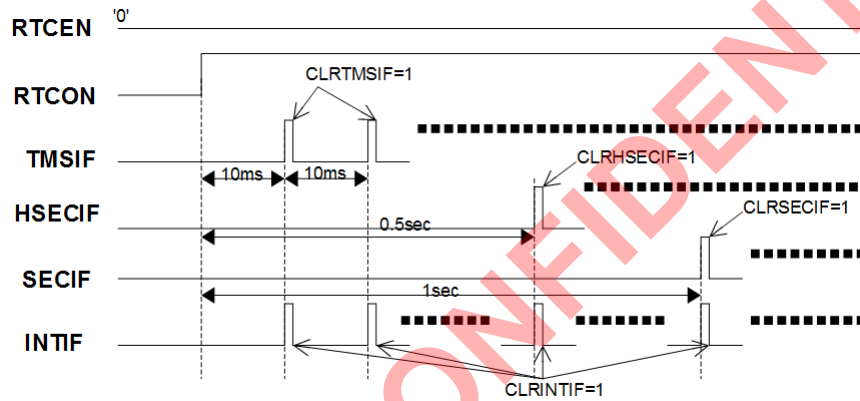 RTCEN '0'
RTCON
CLRTMSIF=1
TMSIF
10ms 10ms
CLRHSECIF=1
HSECIF
0.5sec
CLRSECIF=1
SECIF
1sec
INTIF
CLRINTIF=1
ONFIDENT